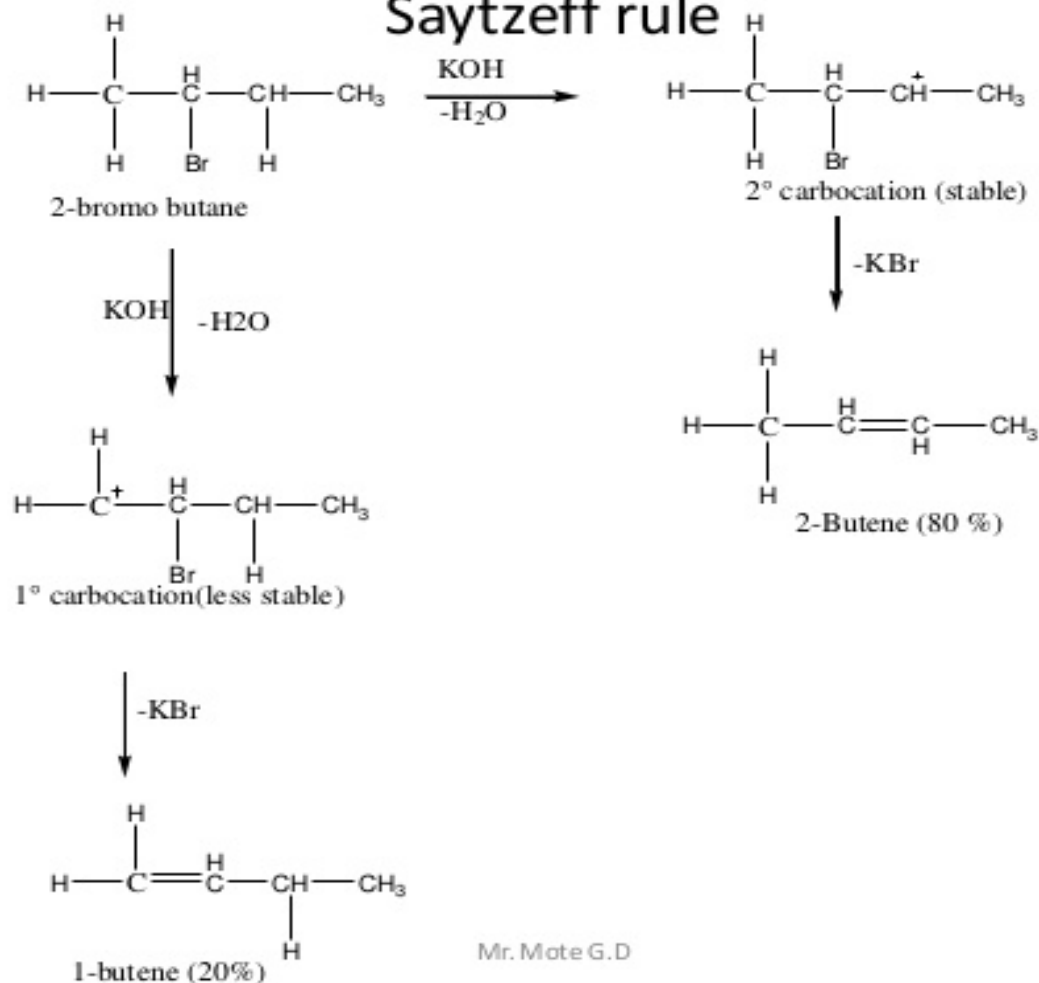 Saytzeff rule
H
H—C—C—CH—CH3
H
H Br H
2-bromo butane
KOH
-H2O
H
H—C—C—CH—CH3
H
+
H Br
2° carbocation (stable)
-KBr
H
H—C—C=C—CH3
H
H
H
2-Butene (80 %)
KOH
-H2O
H
H—C—C—CH—CH3
+
H
Br H
1° carbocation(less stable)
-KBr
H
H—C=C—CH—CH3
H
H
1-butene (20%)
Mr. Mote G.D